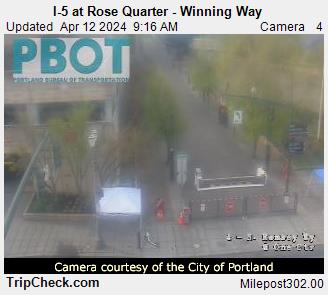 I-5 at Rose Quarter - Winning Way
Updated Apr 12 2024 9:16 AM Camera 4
PBOT
PORTLAND BUREAU OF TRANSPORTATION
Camera courtesy of the City of Portland
TripCheck.com Milepost302.00